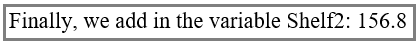 Finally, we add in the variable Shelf2: 156.8